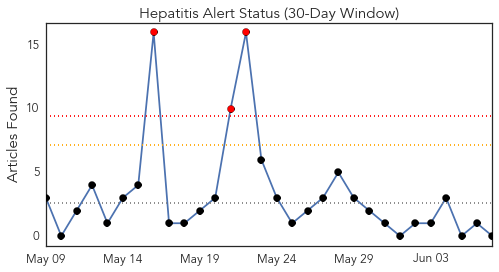 Hepatitis Alert Status (30-Day Window)
Articles Found
15
10
5
0
May 09 May 14 May 19 May 24 May 29 Jun 03